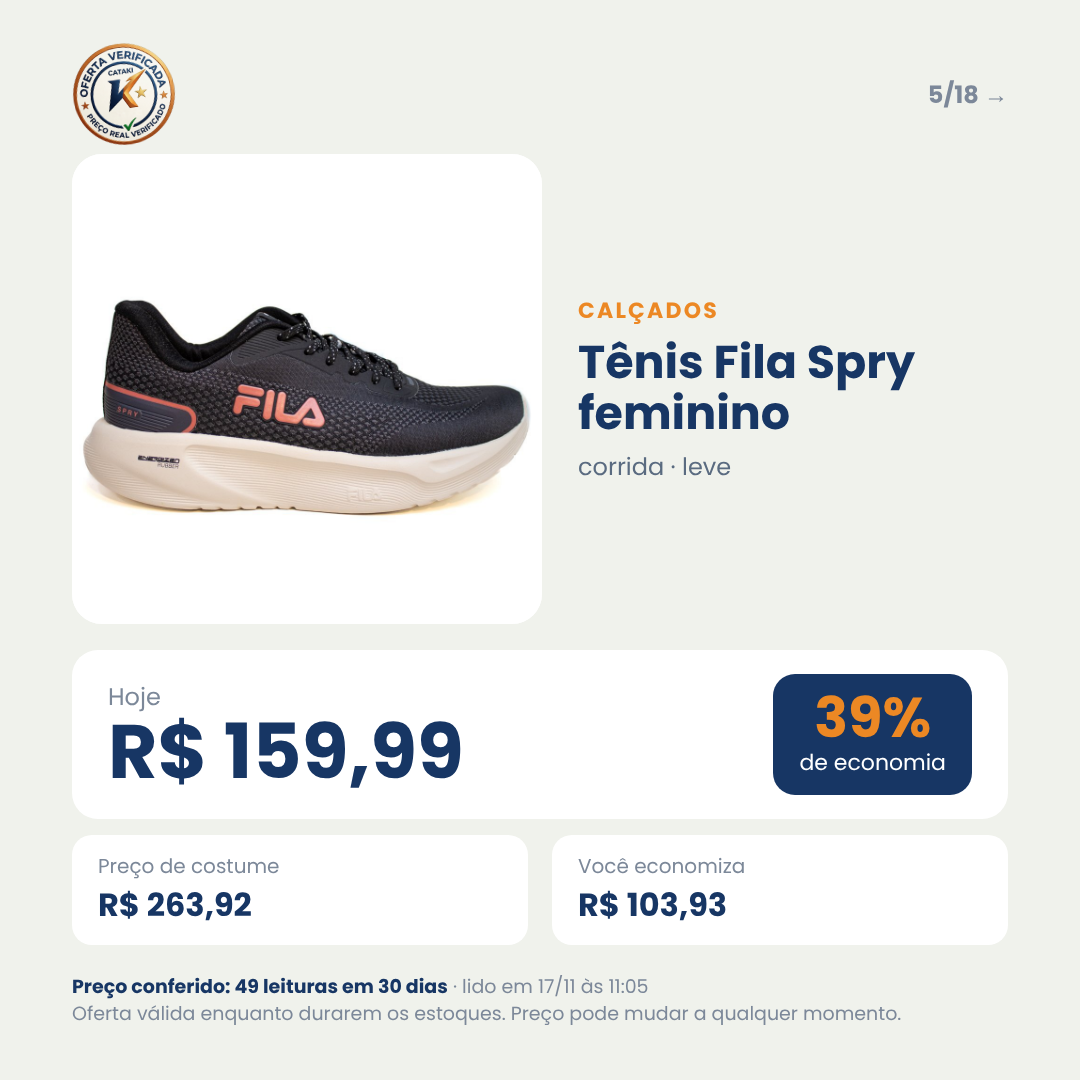 OFERTA VERIFICADA
CATAKI
K
PREÇO REAL VERIFICADO
5/18 →
SPRY
FILA
RUBBER
FILA
CALÇADOS
Tênis Fila Spry
feminino
corrida · leve
Hoje
R$ 159,99
39%
de economia
Preço de costume
R$ 263,92
Você economiza
R$ 103,93
Preço conferido: 49 leituras em 30 dias · lido em 17/11 às 11:05
Oferta válida enquanto durarem os estoques. Preço pode mudar a qualquer momento.